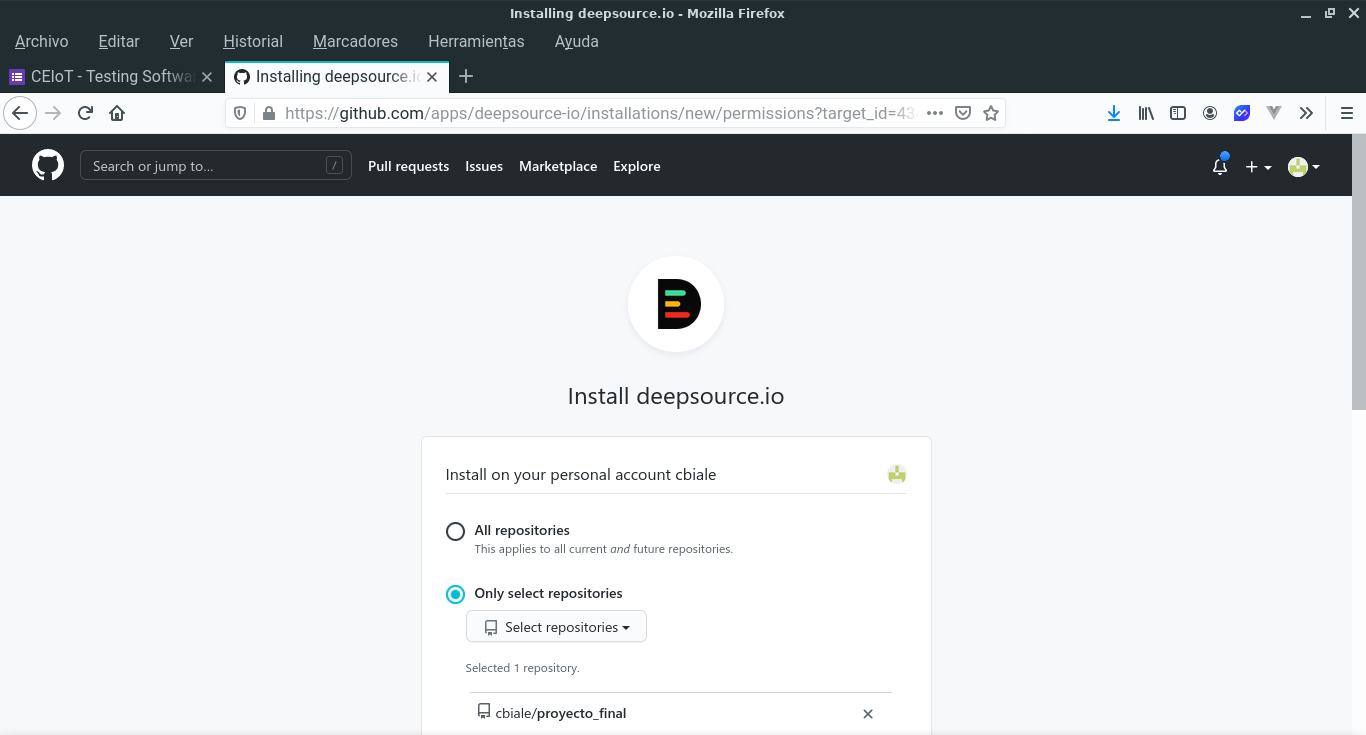 Installing deepsource.io - Mozilla Firefox
Archivo Editar Ver Historial Marcadores Herramientas Ayuda
CEIoT - Testing Softwa Installing deepsource.i
https://github.com/apps/deepsource-io/installations/new/permissions?target_id=43
Search or jump to... / Pull requests Issues Marketplace Explore
Install deepsource.io
Install on your personal account cbiale
All repositories
This applies to all current and future repositories.
Only select repositories
Select repositories
Selected 1 repository.
cbiale/proyecto_final